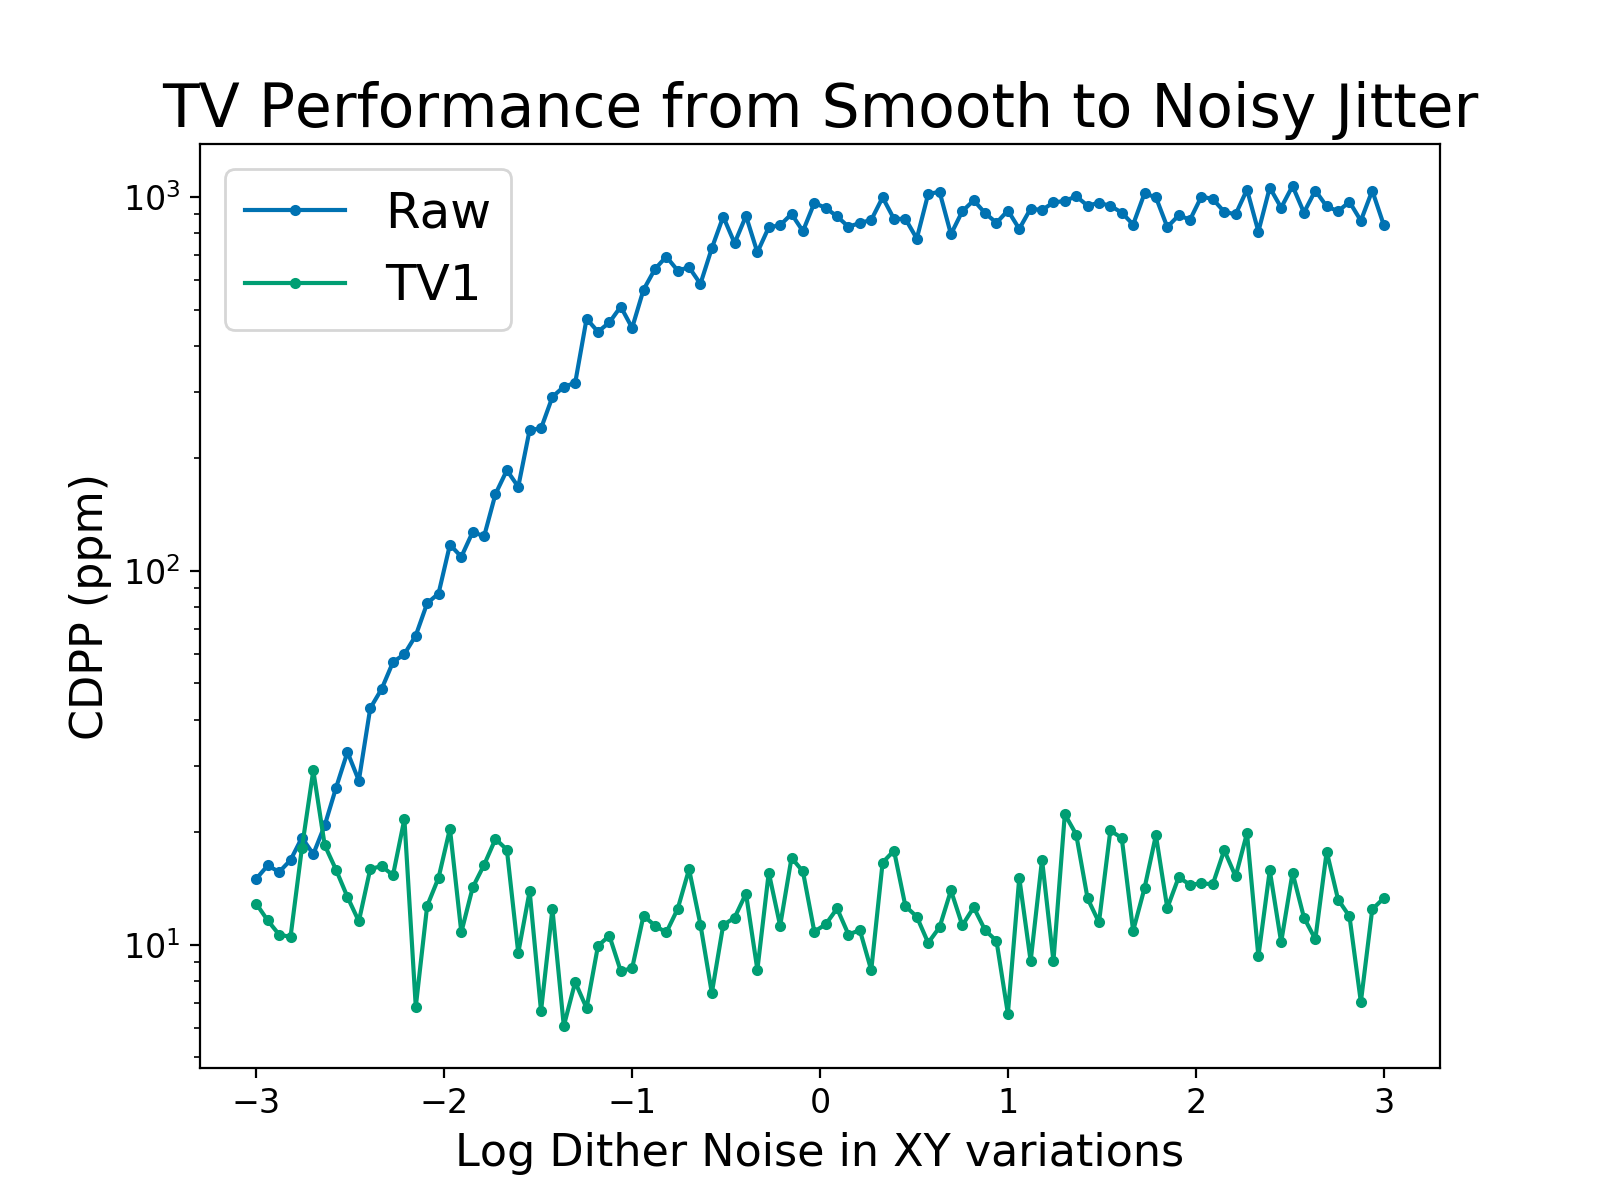 TV Performance from Smooth to Noisy Jitter
Raw
TV1
10³
10²
10¹
CDPP (ppm)
−3 −2 −1 0 1 2 3
Log Dither Noise in XY variations